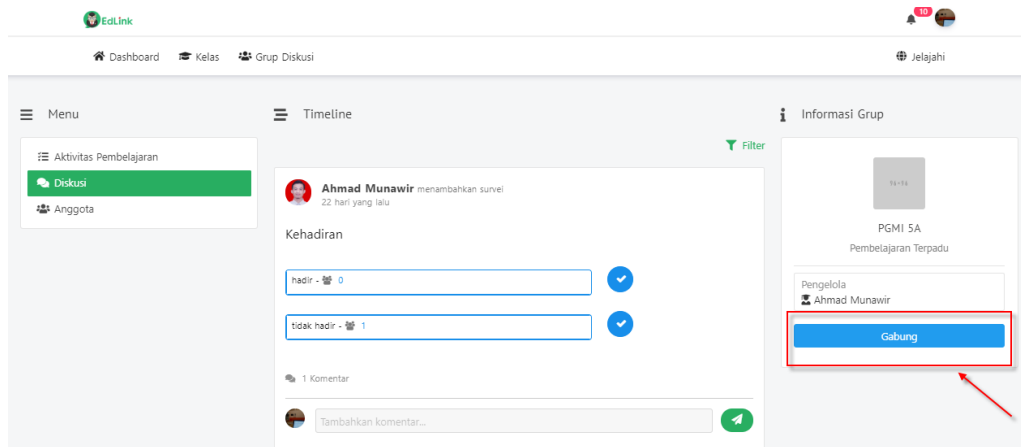 EdLink
10
Dashboard
Kelas
Grup Diskusi
Jelajahi
Menu
Aktivitas Pembelajaran
Diskusi
Anggota
Timeline
Filter
Ahmad Munawir menambahkan survei
22 hari yang lalu
Kehadiran
hadir - 0
tidak hadir - 1
1 Komentar
Tambahkan komentar...
Informasi Grup
PGMI 5A
Pembelajaran Terpadu
Pengelola
Ahmad Munawir
Gabung